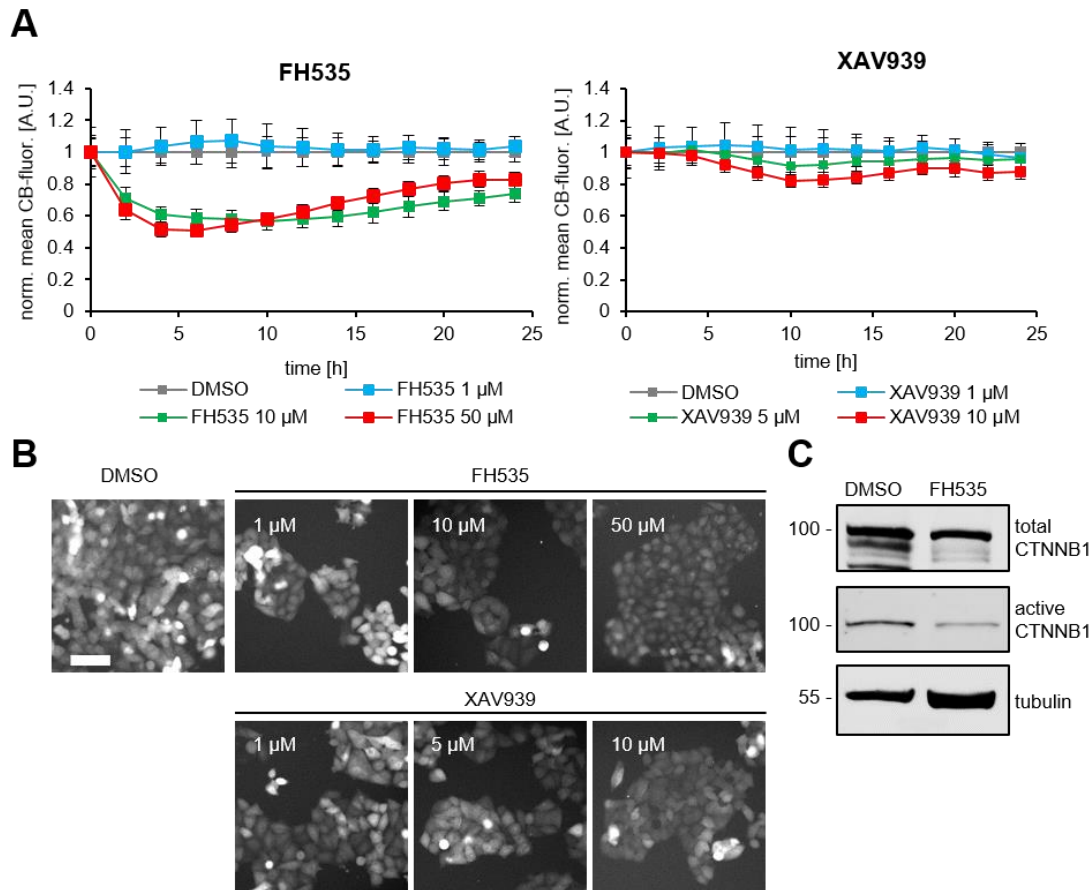 A
FH535
norm. mean CB-fluor. [A.U.]
1.4
1.2
1
0.8
0.6
0.4
0.2
0
0 5 10 15 20 25
time [h]
DMSO FH535 1 µM
FH535 10 µM FH535 50 µM
XAV939
norm. mean CB-fluor. [A.U.]
1.4
1.2
1
0.8
0.6
0.4
0.2
0
0 5 10 15 20 25
time [h]
DMSO XAV939 1 µM
XAV939 5 µM XAV939 10 µM
B
DMSO FH535
1 µM 10 µM 50 µM
XAV939
1 µM 5 µM 10 µM
C
DMSO FH535
100 - total
CTNNB1
100 - active
CTNNB1
55 - tubulin